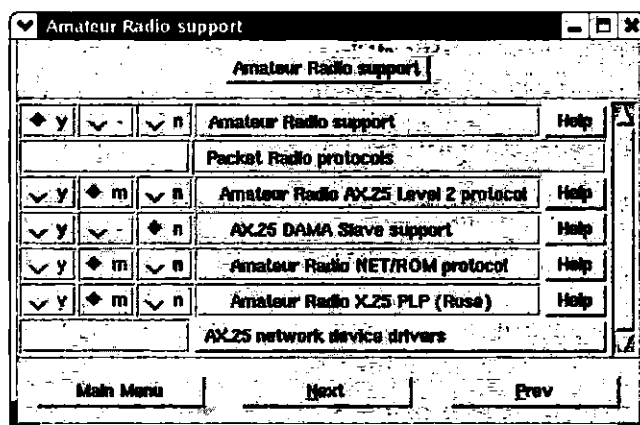 Amateur Radio support
Amateur Radio support
y - n Amateur Radio support Help
Packet Radio protocols
y m n Amateur Radio AX.25 Level 2 protocol Help
y - n AX.25 DAMA Slave support Help
y m n Amateur Radio NET/ROM protocol Help
y m n Amateur Radio X.25 PLP (Rose) Help
AX.25 network device drivers
Main Menu Next Prev